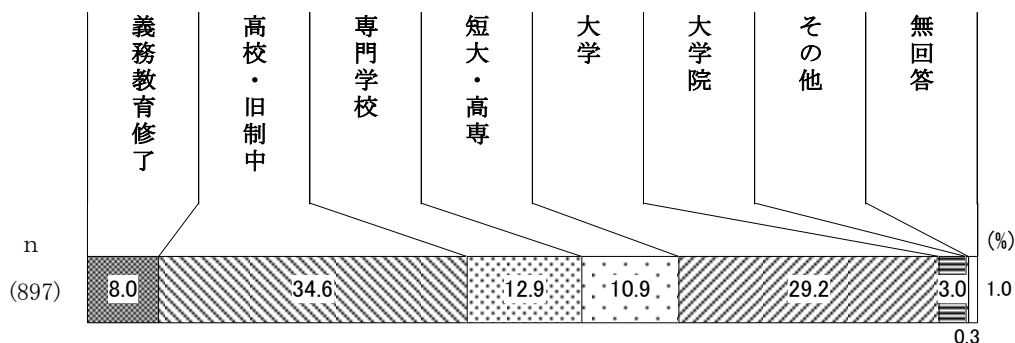 義務教育修了
高校・旧制中
専門学校
短大・高専
大学
大学院
その他
無回答
n
(%)
(897)
8.0
34.6
12.9
10.9
29.2
3.0
1.0
0.3